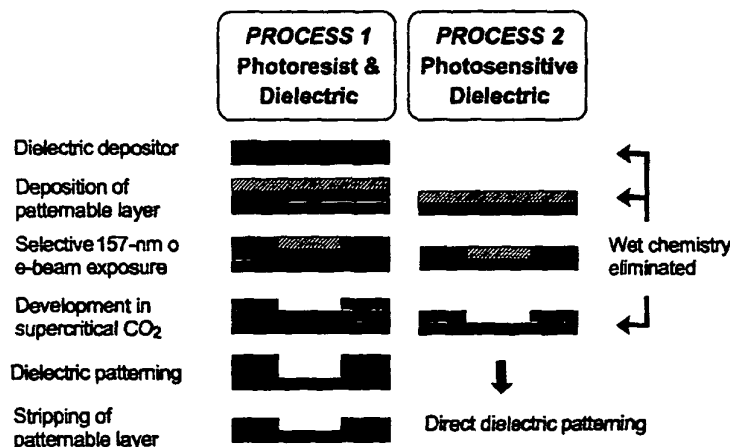 PROCESS 1
Photoresist &
Dielectric
PROCESS 2
Photosensitive
Dielectric
Dielectric depositor
Deposition of
patternable layer
Selective 157-nm o
e-beam exposure
Wet chemistry
eliminated
Development in
supercritical CO₂
Dielectric patterning
Stripping of
patternable layer
Direct dielectric patterning